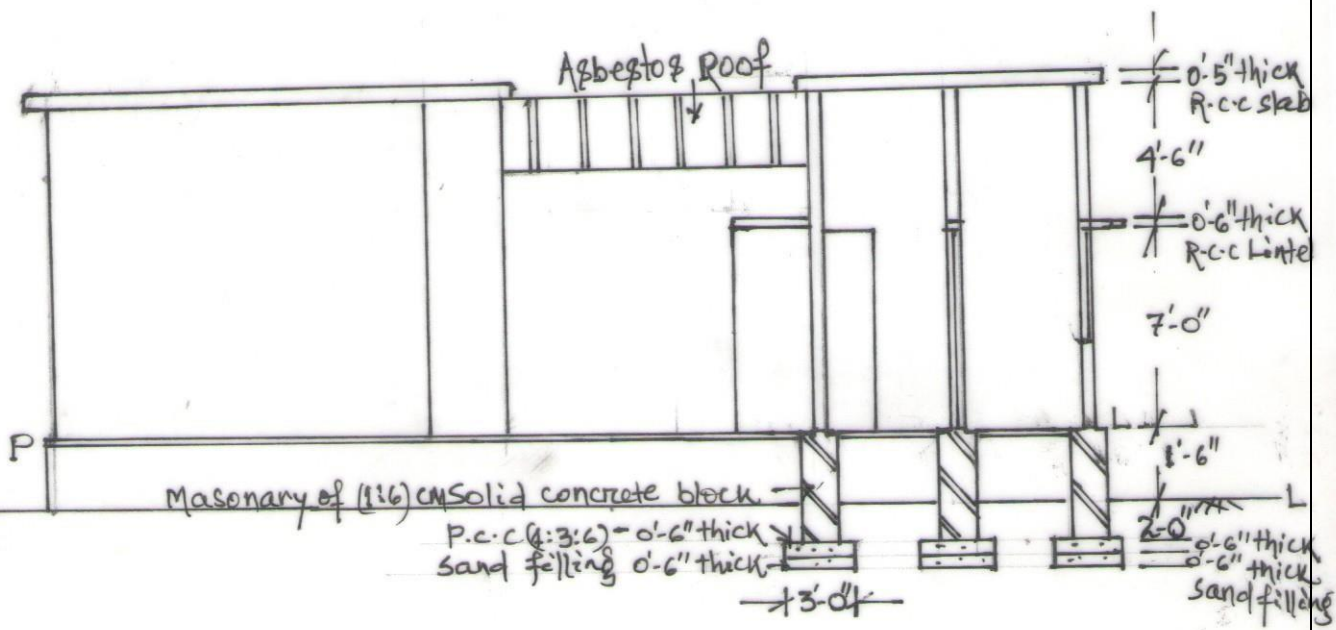 Asbestos Roof
0'-5" thick
R.c.c slab
4'-6"
0'-6" thick
R.c.c Linte
7'-0"
P
L
1'-6"
Masonary of (1:6) CM Solid concrete block
L
P.c.c (1:3:6) - 0'-6" thick
2-0"
0'-6" thick
sand filling 0'-6" thick
0'-6" thick
sand filling
3'-0"